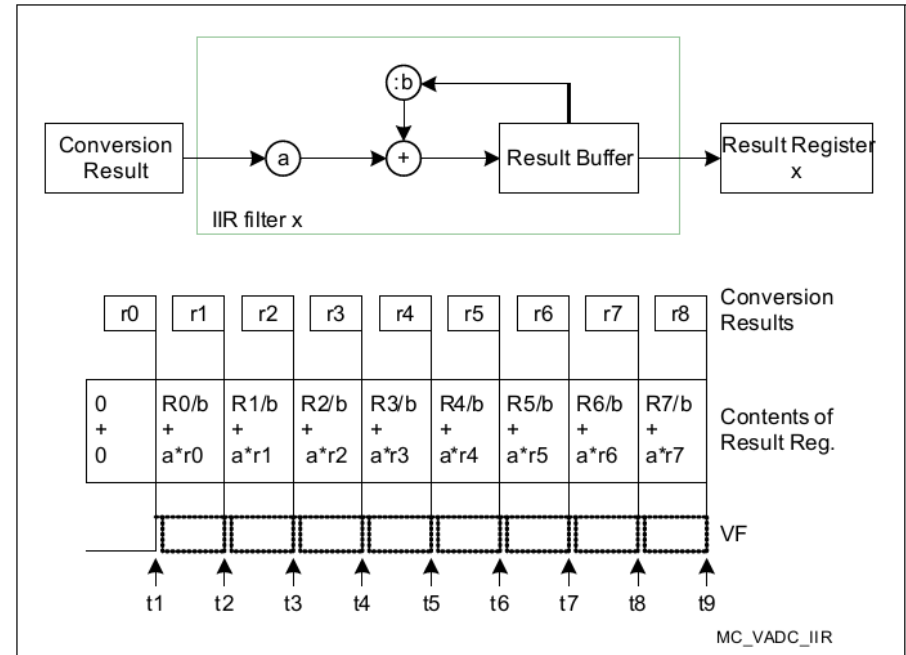 :b
Conversion
Result
a
+
Result Buffer
Result Register
x
IIR filter x
r0 r1 r2 r3 r4 r5 r6 r7 r8
Conversion
Results
0 R0/b R1/b R2/b R3/b R4/b R5/b R6/b R7/b
+ + + + + + + + +
0 a*r0 a*r1 a*r2 a*r3 a*r4 a*r5 a*r6 a*r7
Contents of
Result Reg.
VF
t1 t2 t3 t4 t5 t6 t7 t8 t9
MC_VADC_IIR